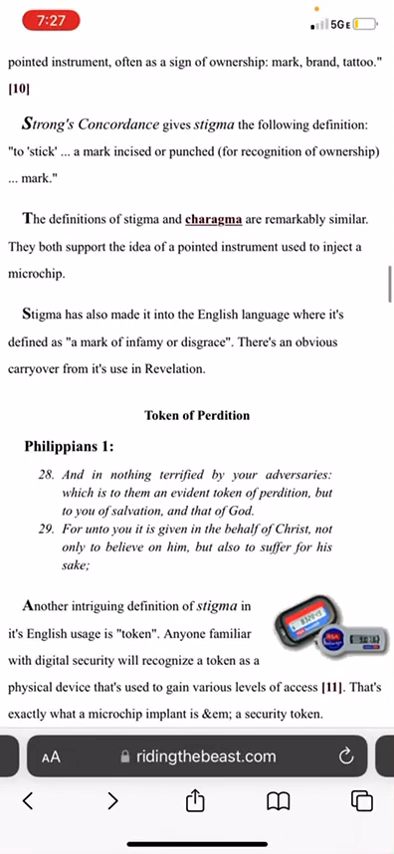 7:27
5GE
pointed instrument, often as a sign of ownership: mark, brand, tattoo."
[10]
Strong's Concordance gives stigma the following definition:
"to 'stick' ... a mark incised or punched (for recognition of ownership)
... mark."
The definitions of stigma and charagma are remarkably similar.
They both support the idea of a pointed instrument used to inject a
microchip.
Stigma has also made it into the English language where it's
defined as "a mark of infamy or disgrace". There's an obvious
carryover from it's use in Revelation.
Token of Perdition
Philippians 1:
28. And in nothing terrified by your adversaries:
which is to them an evident token of perdition, but
to you of salvation, and that of God.
29. For unto you it is given in the behalf of Christ, not
only to believe on him, but also to suffer for his
sake;
Another intriguing definition of stigma in
it's English usage is "token". Anyone familiar
with digital security will recognize a token as a
physical device that's used to gain various levels of access [11]. That's
exactly what a microchip implant is &em; a security token.
RSA
AA
ridingthebeast.com